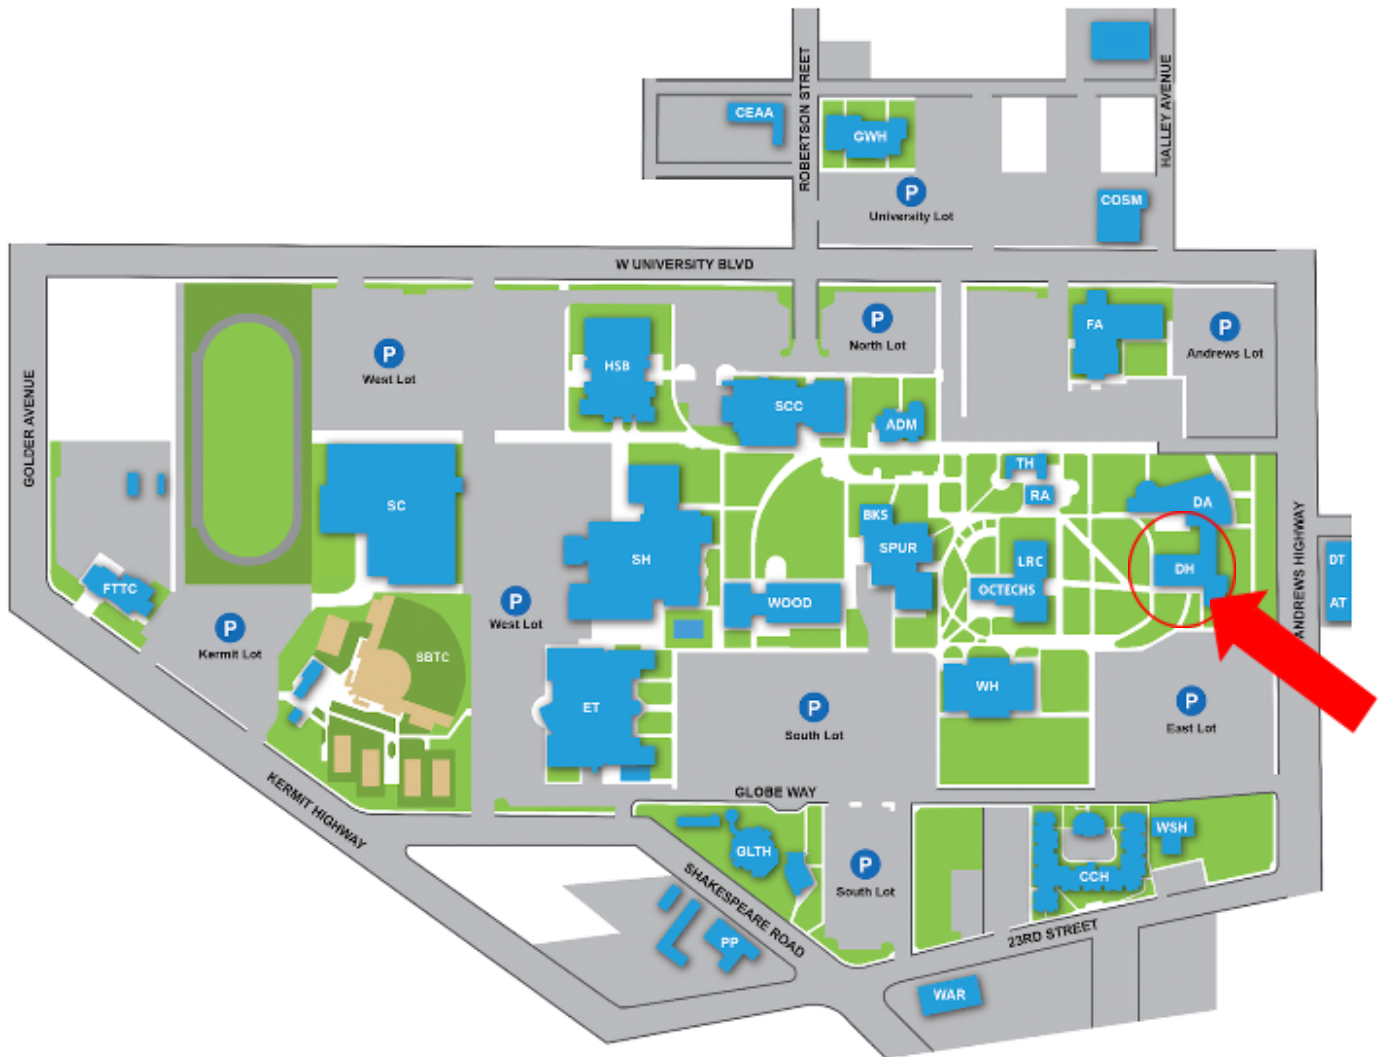 ROBERTSON STREET
HALLEY AVENUE
CEAA
GWH
P
University Lot
COSM
W UNIVERSITY BLVD
P
North Lot
FA
P
Andrews Lot
P
West Lot
HSB
SCC
ADM
GOLDER AVENUE
TH
RA
SC
DA
BKS
SPUR
SH
LRC
DH
OCTECHS
ANDREWS HIGHWAY
DT
AT
FTTC
P
West Lot
WOOD
P
Kermit Lot
SBTC
ET
WH
P
South Lot
P
East Lot
KERMIT HIGHWAY
GLOBE WAY
GLTH
P
South Lot
WSH
CCH
SHAKESPEARE ROAD
PP
23RD STREET
WAR